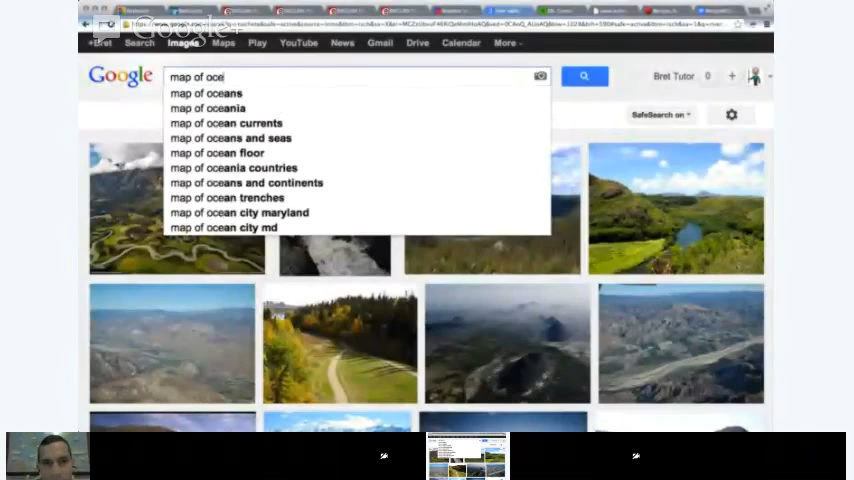 Google+
+Bret Search Images Maps Play YouTube News Gmail Drive Calendar More
Google map of oce Bret Tutor 0 +
map of oceans
SafeSearch on
map of oceania
map of ocean currents
map of oceans and seas
map of ocean floor
map of oceania countries
map of oceans and continents
map of ocean trenches
map of ocean city maryland
map of ocean city md